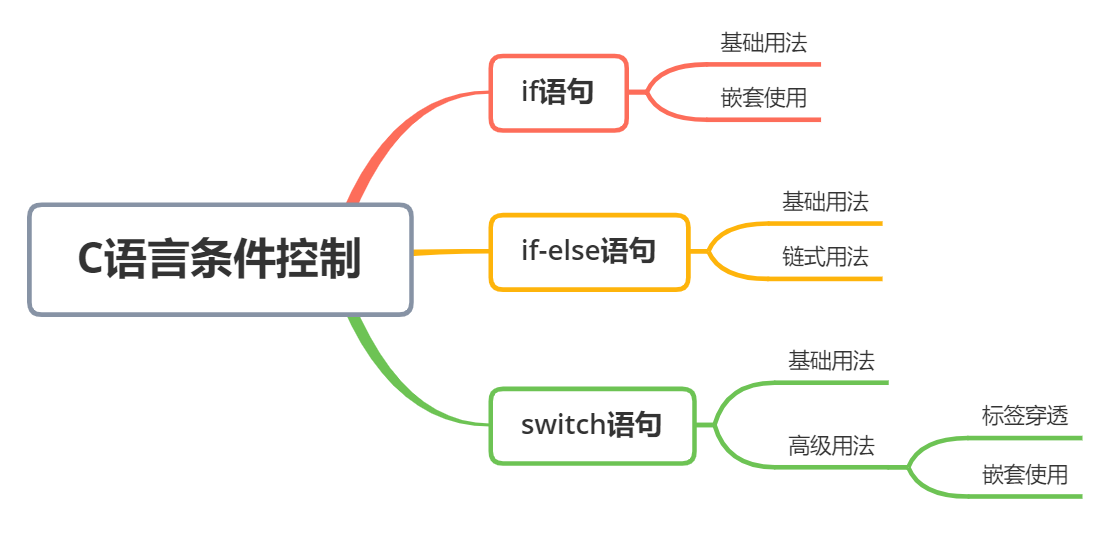 C语言条件控制
if语句
基础用法
嵌套使用
if-else语句
基础用法
链式用法
switch语句
基础用法
高级用法
标签穿透
嵌套使用